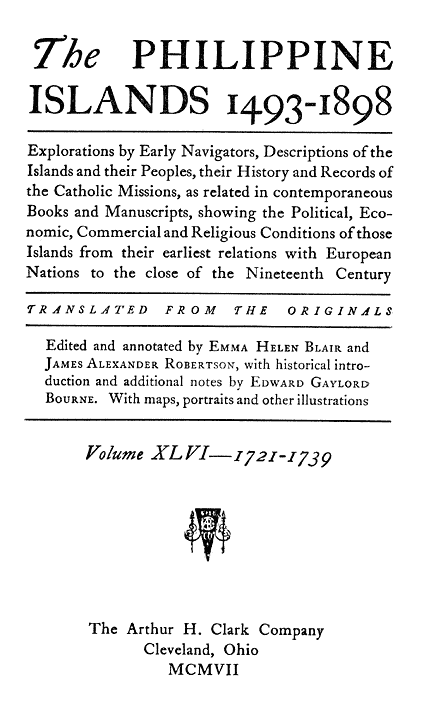 The PHILIPPINE
ISLANDS 1493-1898
Explorations by Early Navigators, Descriptions of the
Islands and their Peoples, their History and Records of
the Catholic Missions, as related in contemporaneous
Books and Manuscripts, showing the Political, Eco-
nomic, Commercial and Religious Conditions of those
Islands from their earliest relations with European
Nations to the close of the Nineteenth Century
TRANSLATED FROM THE ORIGINALS
Edited and annotated by EMMA HELEN BLAIR and
JAMES ALEXANDER ROBERTSON, with historical intro-
duction and additional notes by EDWARD GAYLORD
BOURNE. With maps, portraits and other illustrations
Volume XLVI—1721-1739
The Arthur H. Clark Company
Cleveland, Ohio
MCMVII